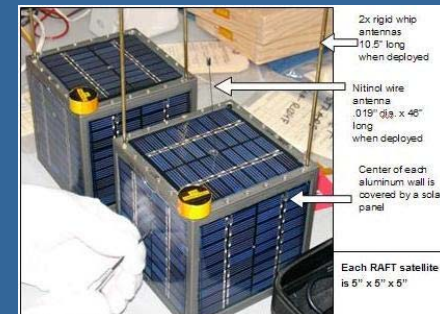 2x rigid whip
antennas
10.5" long
when deployed
Nitinol wire
antenna
.019" dia. x 46"
long
when deployed
Center of each
aluminum wall is
covered by a sola
panel
Each RAFT satellite
is 5" x 5" x 5"